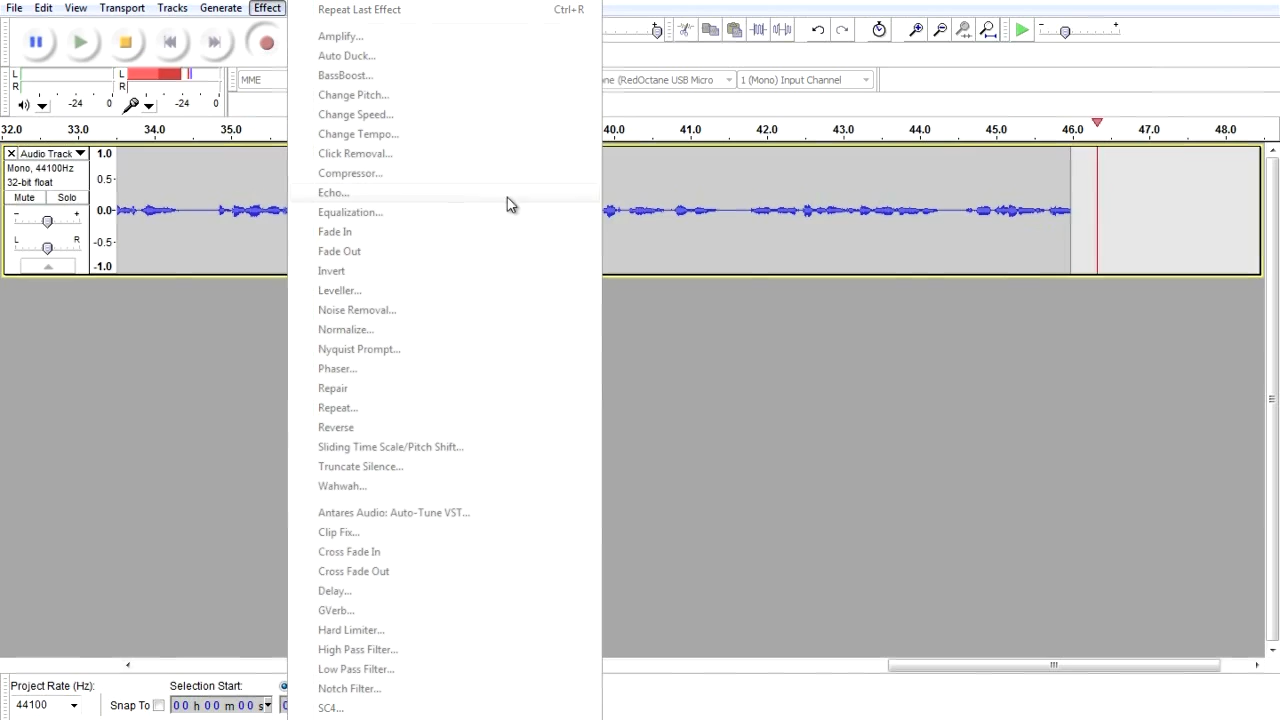 File Edit View Transport Tracks Generate Effect
Repeat Last Effect Ctrl+R
Amplify...
Auto Duck...
BassBoost...
Change Pitch...
Change Speed...
Change Tempo...
Click Removal...
Compressor...
Echo...
Equalization...
Fade In
Fade Out
Invert
Leveller...
Noise Removal...
Normalize...
Nyquist Prompt...
Phaser...
Repair
Repeat...
Reverse
Sliding Time Scale/Pitch Shift...
Truncate Silence...
Wahwah...
Antares Audio: Auto-Tune VST...
Clip Fix...
Cross Fade In
Cross Fade Out
Delay...
GVerb...
Hard Limiter...
High Pass Filter...
Low Pass Filter...
Notch Filter...
SC4...
- +
L L
R R
-24 0 -24 0
MME
(RedOctane USB Micro 1 (Mono) Input Channel
32.0 33.0 34.0 35.0 40.0 41.0 42.0 43.0 44.0 45.0 46.0 47.0 48.0
X Audio Track
Mono, 44100Hz
32-bit float
Mute Solo
- +
L R
1.0
0.5
0.0
-0.5
-1.0
Project Rate (Hz):
44100
Snap To
Selection Start:
00 h 00 m 00 s